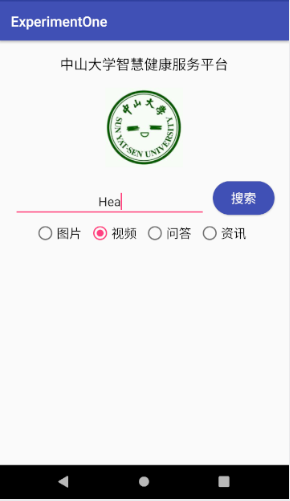 ExperimentOne
中山大学智慧健康服务平台
中山大学
SUN YAT-SEN UNIVERSITY
Hea
搜索
图片 视频 问答 资讯